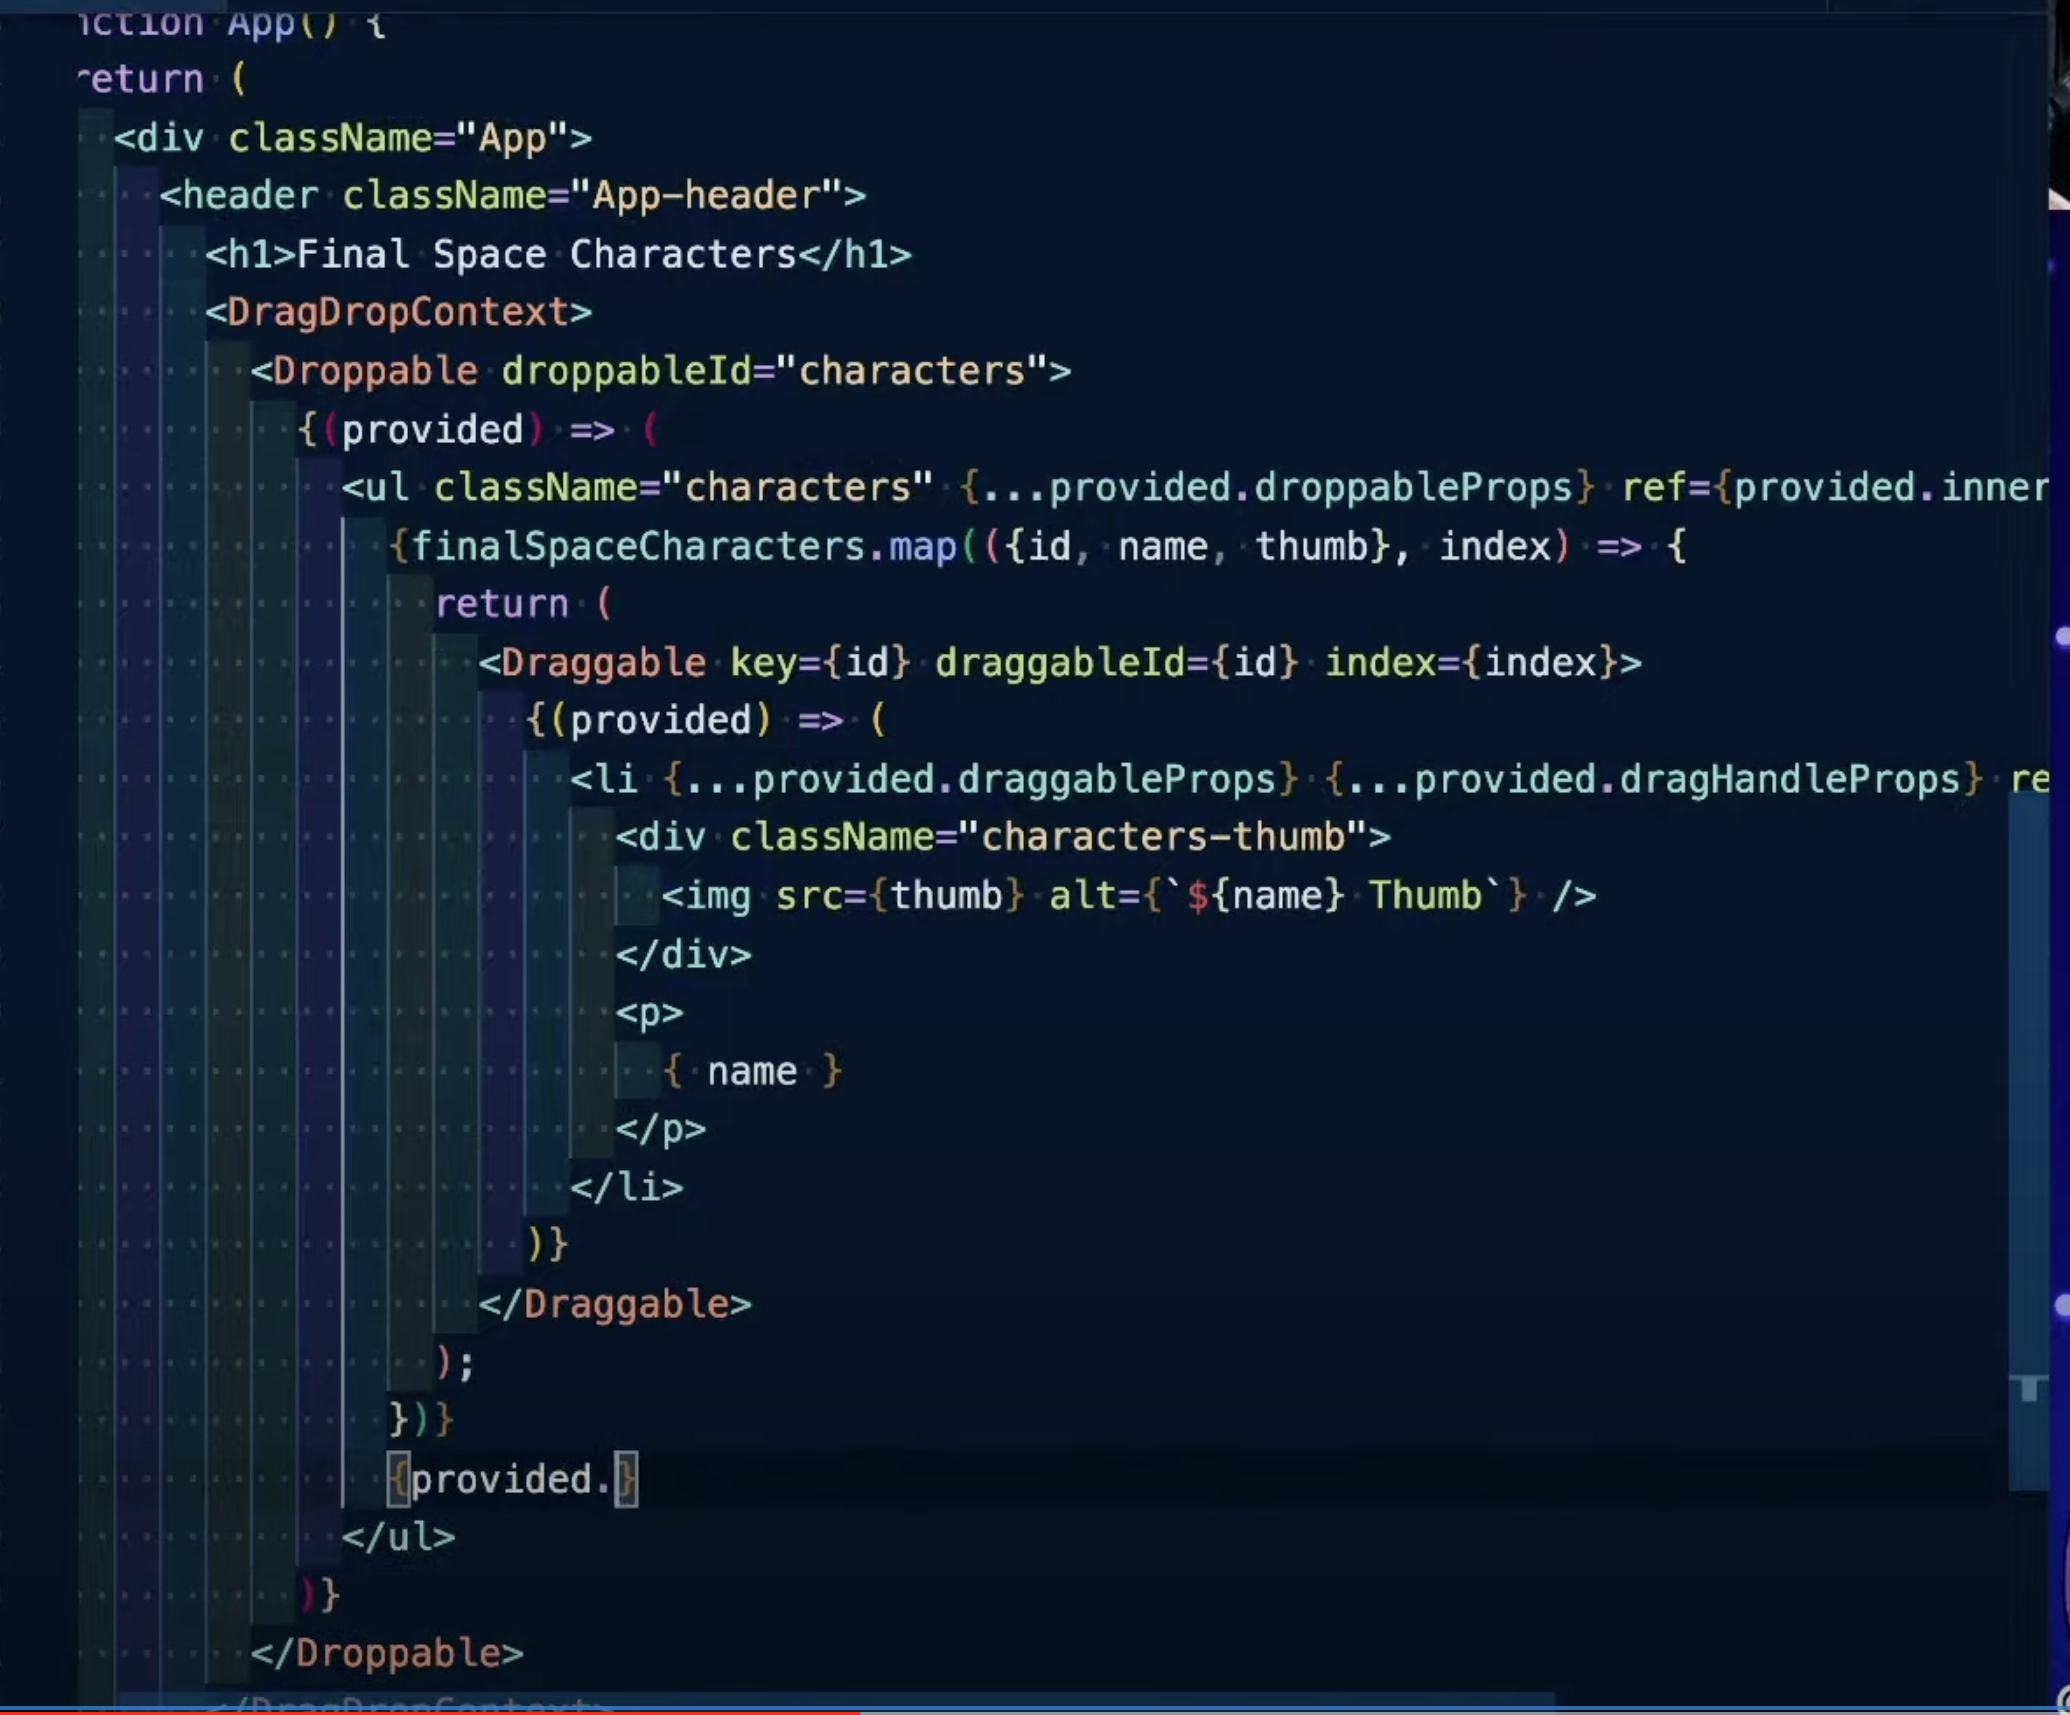 nction App() {
return (
<div className="App">
<header className="App-header">
<h1>Final Space Characters</h1>
<DragDropContext>
<Droppable droppableId="characters">
{(provided) => (
<ul className="characters" {...provided.droppableProps} ref={provided.inner
{finalSpaceCharacters.map(({id, name, thumb}, index) => {
return (
<Draggable key={id} draggableId={id} index={index}>
{(provided) => (
<li {...provided.draggableProps} {...provided.dragHandleProps} re
<div className="characters-thumb">
<img src={thumb} alt={`${name} Thumb`} />
</div>
<p>
{ name }
</p>
</li>
)}
</Draggable>
);
})}
{provided.}
</ul>
)}
</Droppable>
</DragDropContext>